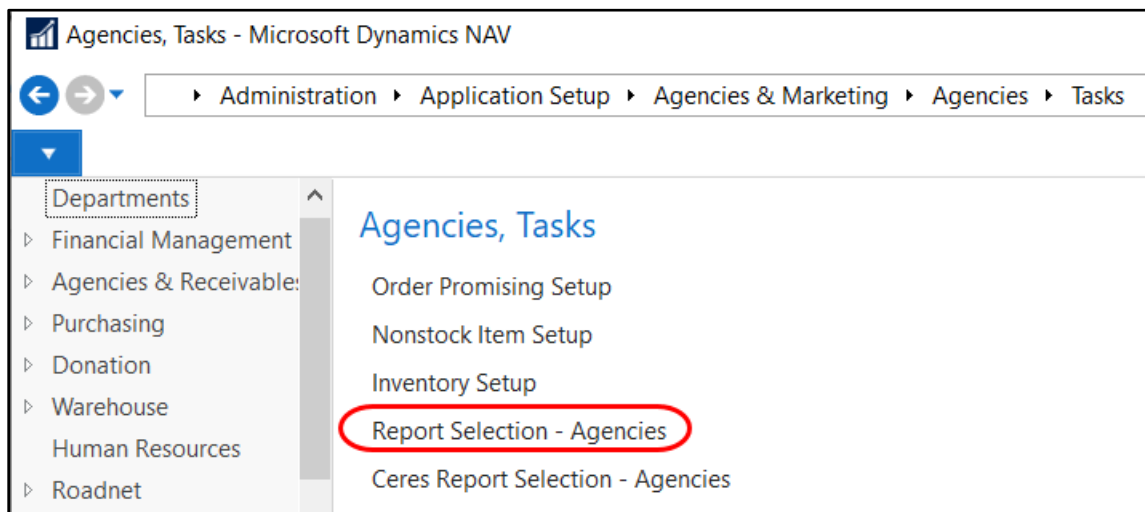 Agencies, Tasks - Microsoft Dynamics NAV
Administration Application Setup Agencies & Marketing Agencies Tasks
Departments
Financial Management
Agencies & Receivables
Purchasing
Donation
Warehouse
Human Resources
Roadnet
Agencies, Tasks
Order Promising Setup
Nonstock Item Setup
Inventory Setup
Report Selection - Agencies
Ceres Report Selection - Agencies